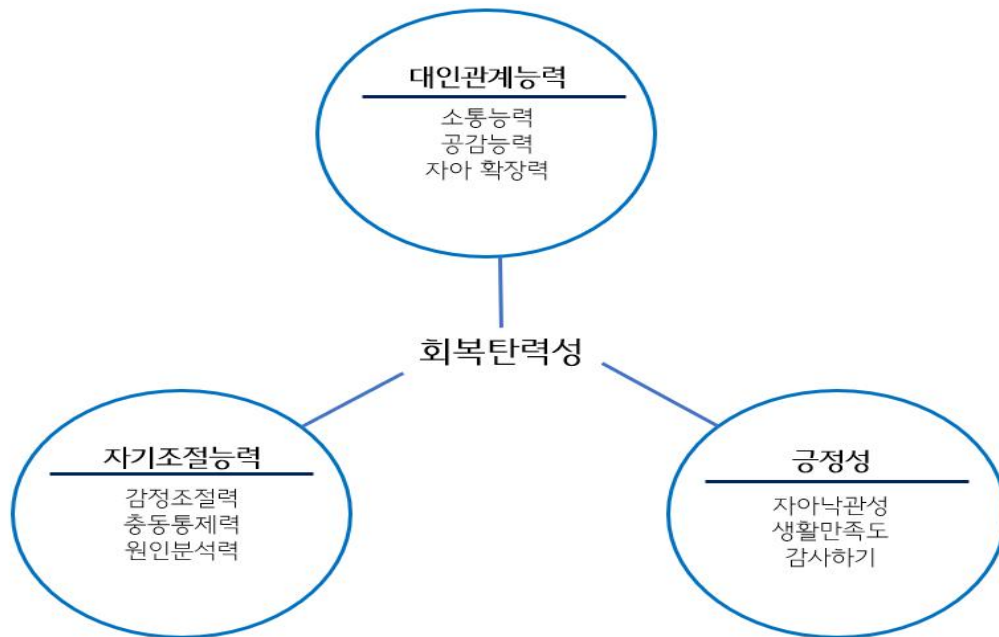 대인관계능력
소통능력
공감능력
자아 확장력
회복탄력성
자기조절능력
감정조절력
충동통제력
원인분석력
긍정성
자아낙관성
생활만족도
감사하기